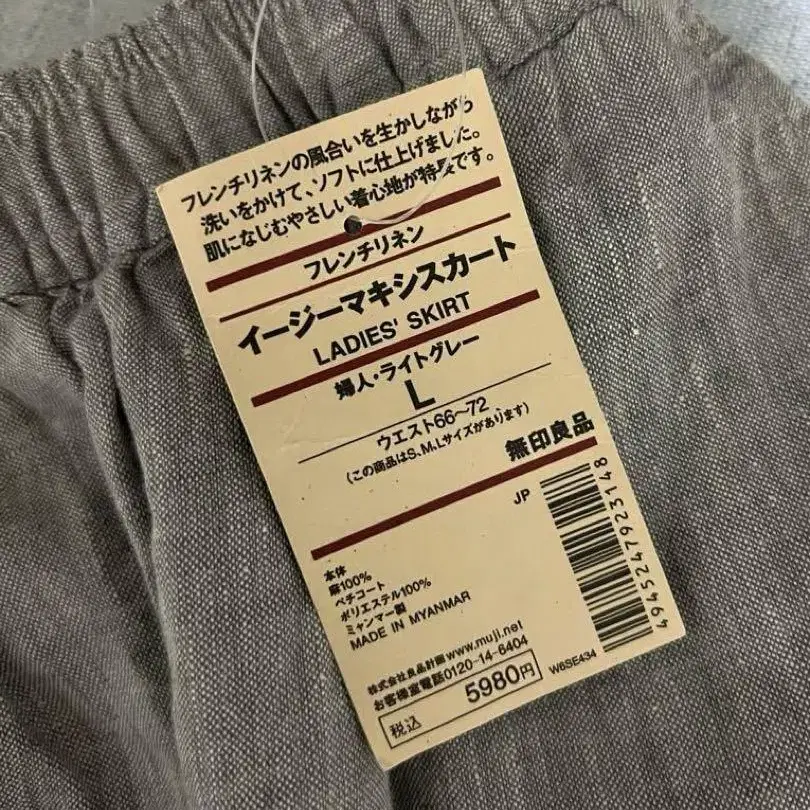 フレンチリネンの風合いを生かしながら
洗いをかけて、ソフトに仕上げました。
肌になじむやさしい着心地が特長です。
フレンチリネン
イージーマキシスカート
LADIES' SKIRT
婦人・ライトグレー
L
ウエスト66～72
(この商品はS、M、Lサイズがあります)
無印良品
JP
4945247923148
本体
麻100%
ペチコート
ポリエステル100%
ミャンマー製
MADE IN MYANMAR
株式会社良品計画www.muji.net
お客様室電話0120-14-6404
W6SE434
税込 5980円